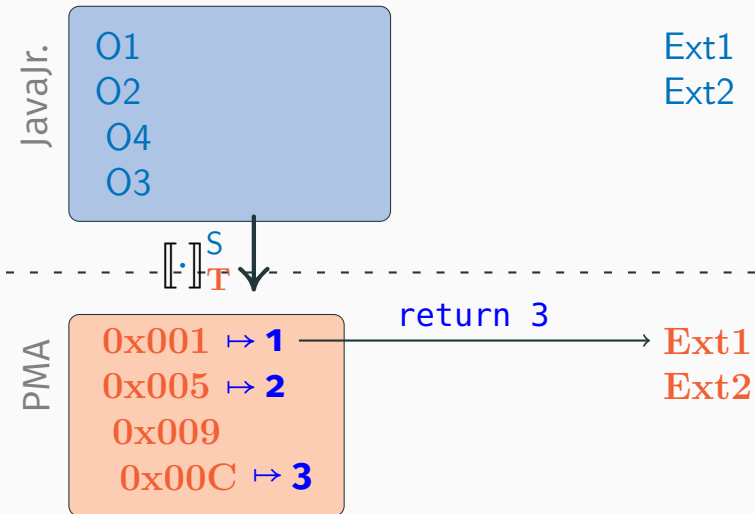 JavaJr.
O1 Ext1
O2 Ext2
O4
O3
⟦·⟧ S T
PMA
return 3
0x001 ↦ 1 Ext1
0x005 ↦ 2 Ext2
0x009
0x00C ↦ 3